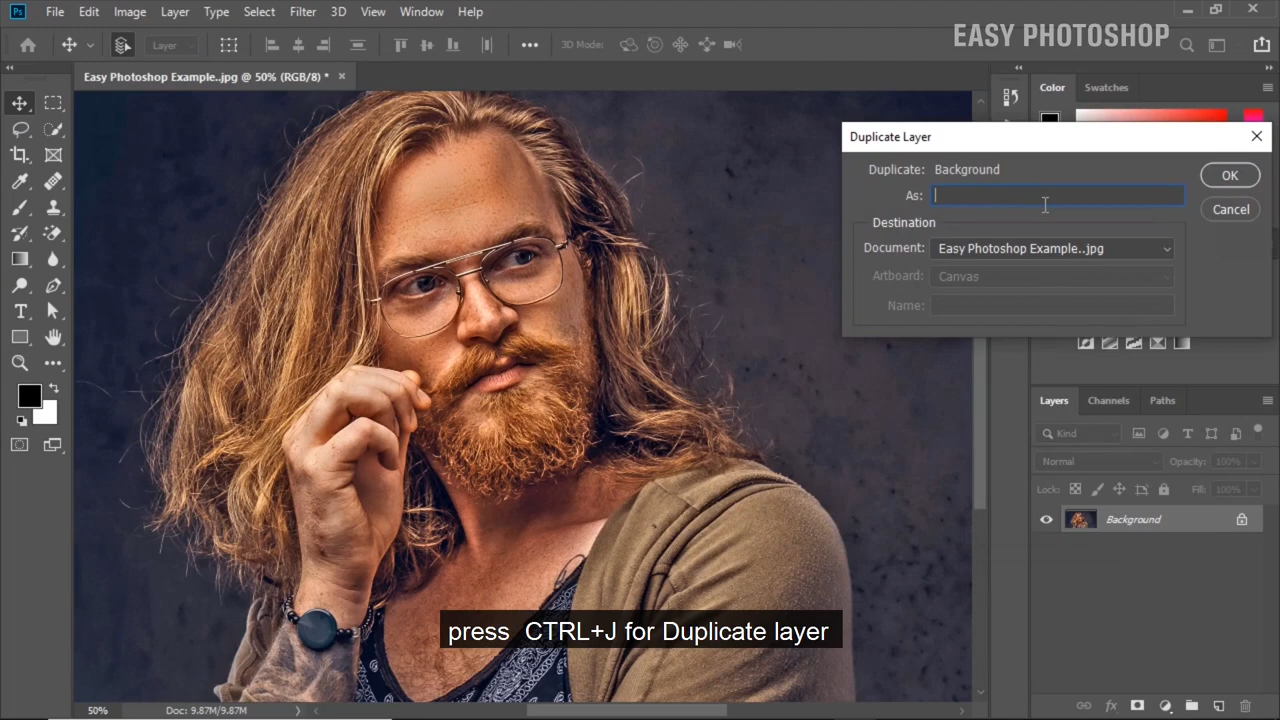 Ps File Edit Image Layer Type Select Filter 3D View Window Help
Layer 3D Mode: EASY PHOTOSHOP
Easy Photoshop Example..jpg @ 50% (RGB/8) * ×
Color Swatches
Duplicate Layer
Duplicate: Background OK
As: Cancel
Destination
Document: Easy Photoshop Example..jpg
Artboard: Canvas
Name:
Layers Channels Paths
Kind
Normal Opacity: 100%
Lock: Fill: 100%
Background
press CTRL+J for Duplicate layer
50% Doc: 9.87M/9.87M